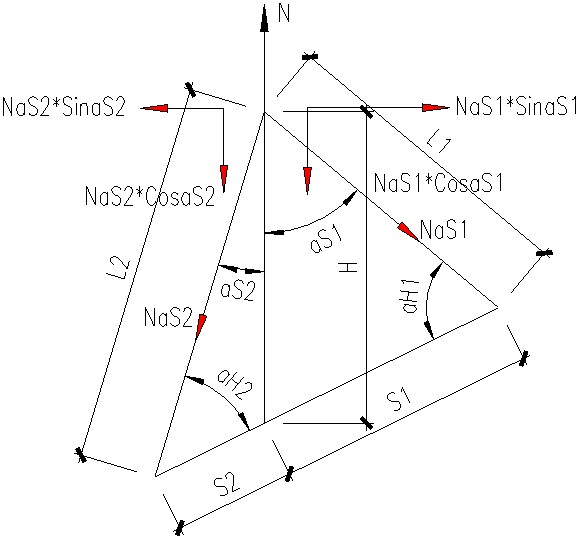 N
NaS2*SinaS2
NaS1*SinaS1
L1
NaS2*CosaS2
NaS1*CosaS1
NaS1
aS1
L2
aS2
H
aH1
NaS2
aH2
S1
S2